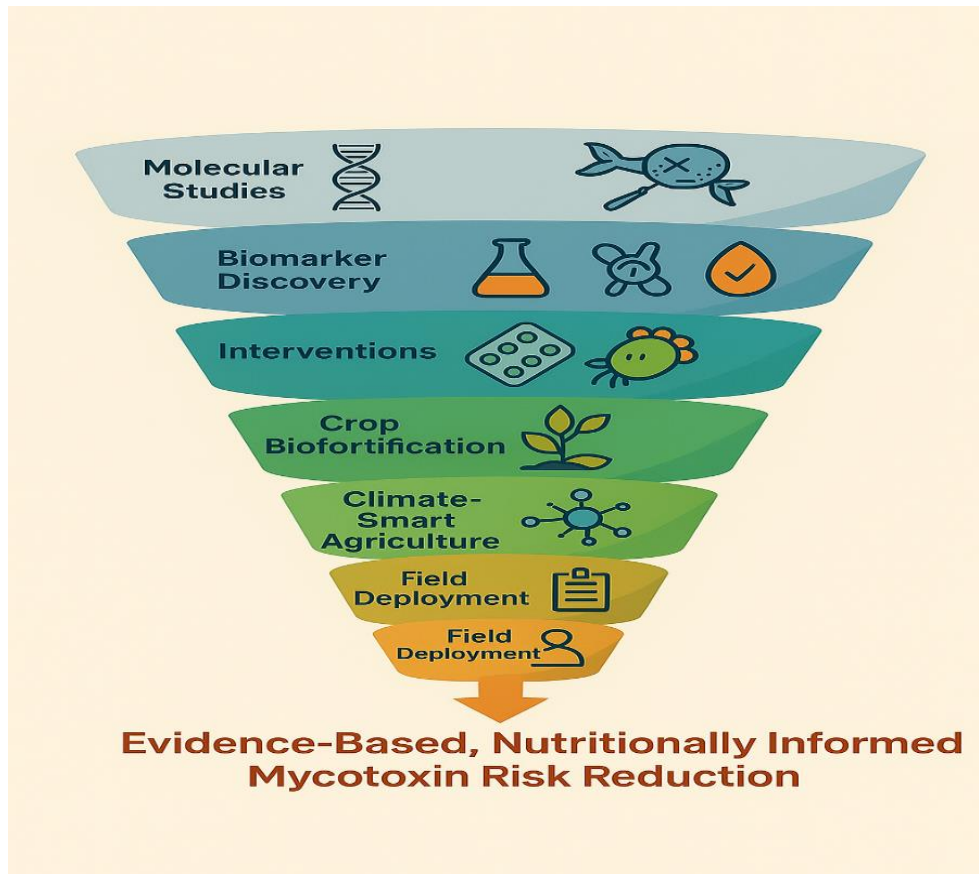 Molecular
Studies
Biomarker
Discovery
Interventions
Crop
Biofortification
Climate-
Smart
Agriculture
Field
Deployment
Field
Deployment
Evidence-Based, Nutritionally Informed
Mycotoxin Risk Reduction